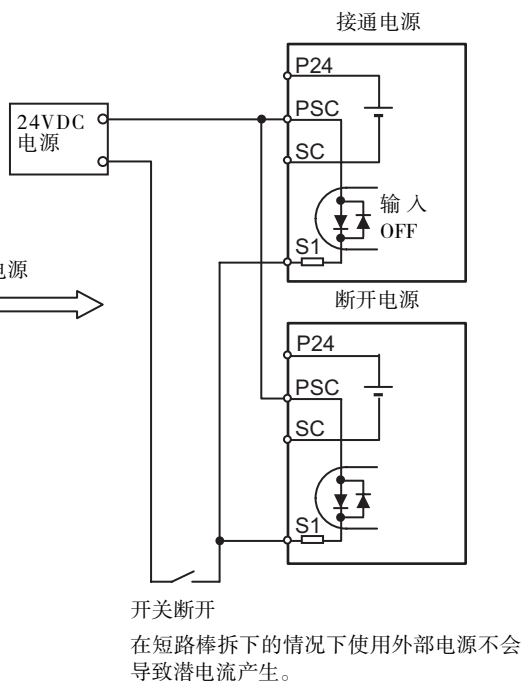 接通电源
P24
PSC
SC
输 入
OFF
S1
24VDC
电源
电源
断开电源
P24
PSC
SC
S1
开关断开
在短路棒拆下的情况下使用外部电源不会
导致潜电流产生。